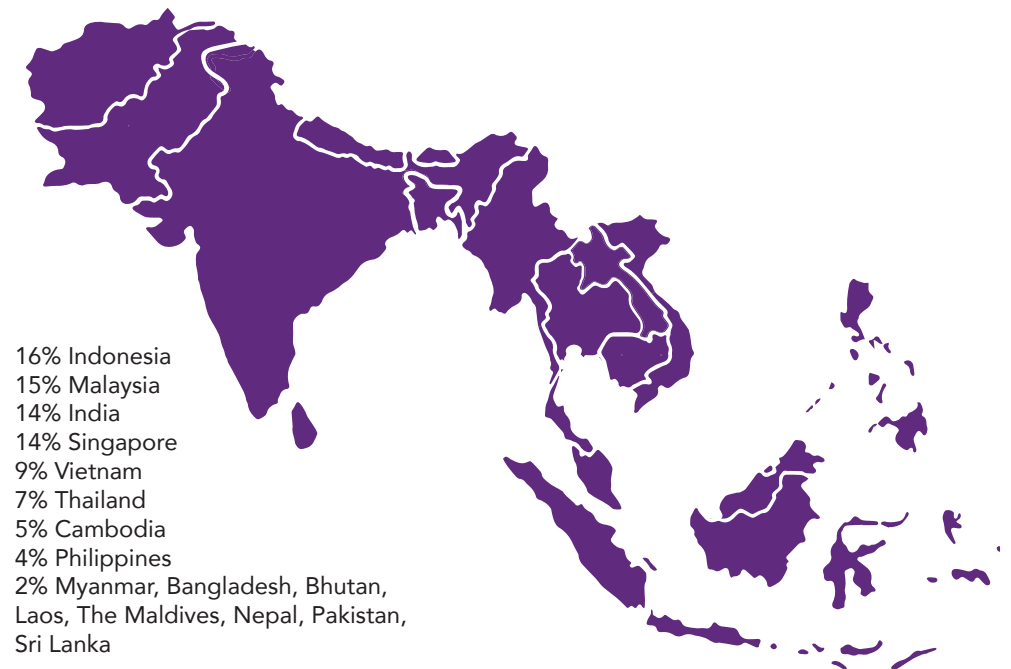 16% Indonesia
15% Malaysia
14% India
14% Singapore
9% Vietnam
7% Thailand
5% Cambodia
4% Philippines
2% Myanmar, Bangladesh, Bhutan,
Laos, The Maldives, Nepal, Pakistan,
Sri Lanka